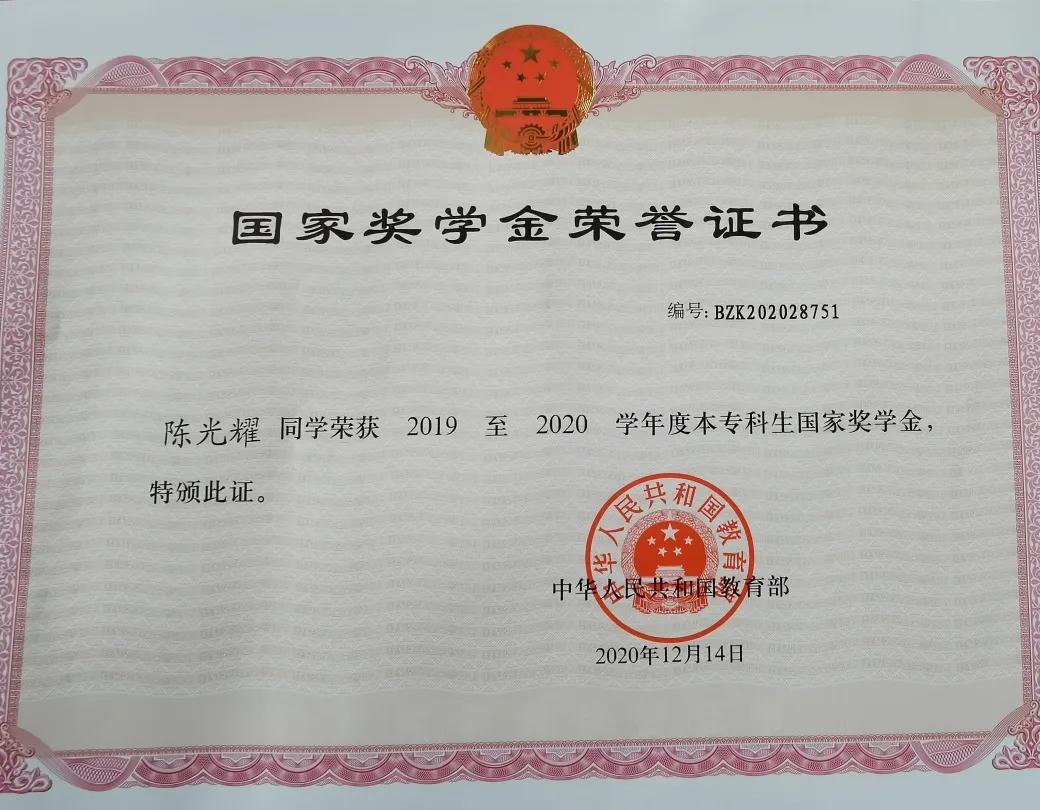 国家奖学金荣誉证书
编号：BZK202028751
陈光耀 同学荣获 2019 至 2020 学年度本专科生国家奖学金，
特颁此证。
中华人民共和国教育部
中华人民共和国教育部
2020年12月14日